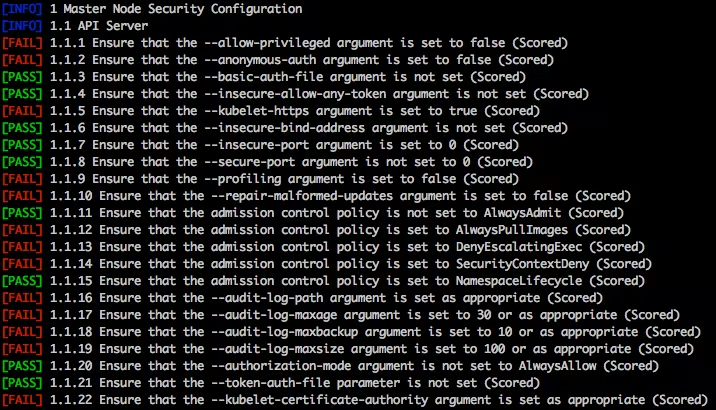 [INFO] 1 Master Node Security Configuration
[INFO] 1.1 API Server
[FAIL] 1.1.1 Ensure that the --allow-privileged argument is set to false (Scored)
[FAIL] 1.1.2 Ensure that the --anonymous-auth argument is set to false (Scored)
[PASS] 1.1.3 Ensure that the --basic-auth-file argument is not set (Scored)
[PASS] 1.1.4 Ensure that the --insecure-allow-any-token argument is not set (Scored)
[FAIL] 1.1.5 Ensure that the --kubelet-https argument is set to true (Scored)
[PASS] 1.1.6 Ensure that the --insecure-bind-address argument is not set (Scored)
[PASS] 1.1.7 Ensure that the --insecure-port argument is set to 0 (Scored)
[PASS] 1.1.8 Ensure that the --secure-port argument is not set to 0 (Scored)
[FAIL] 1.1.9 Ensure that the --profiling argument is set to false (Scored)
[FAIL] 1.1.10 Ensure that the --repair-malformed-updates argument is set to false (Scored)
[PASS] 1.1.11 Ensure that the admission control policy is not set to AlwaysAdmit (Scored)
[FAIL] 1.1.12 Ensure that the admission control policy is set to AlwaysPullImages (Scored)
[FAIL] 1.1.13 Ensure that the admission control policy is set to DenyEscalatingExec (Scored)
[FAIL] 1.1.14 Ensure that the admission control policy is set to SecurityContextDeny (Scored)
[PASS] 1.1.15 Ensure that the admission control policy is set to NamespaceLifecycle (Scored)
[FAIL] 1.1.16 Ensure that the --audit-log-path argument is set as appropriate (Scored)
[FAIL] 1.1.17 Ensure that the --audit-log-maxage argument is set to 30 or as appropriate (Scored)
[FAIL] 1.1.18 Ensure that the --audit-log-maxbackup argument is set to 10 or as appropriate (Scored)
[FAIL] 1.1.19 Ensure that the --audit-log-maxsize argument is set to 100 or as appropriate (Scored)
[PASS] 1.1.20 Ensure that the --authorization-mode argument is not set to AlwaysAllow (Scored)
[PASS] 1.1.21 Ensure that the --token-auth-file parameter is not set (Scored)
[FAIL] 1.1.22 Ensure that the --kubelet-certificate-authority argument is set as appropriate (Scored)